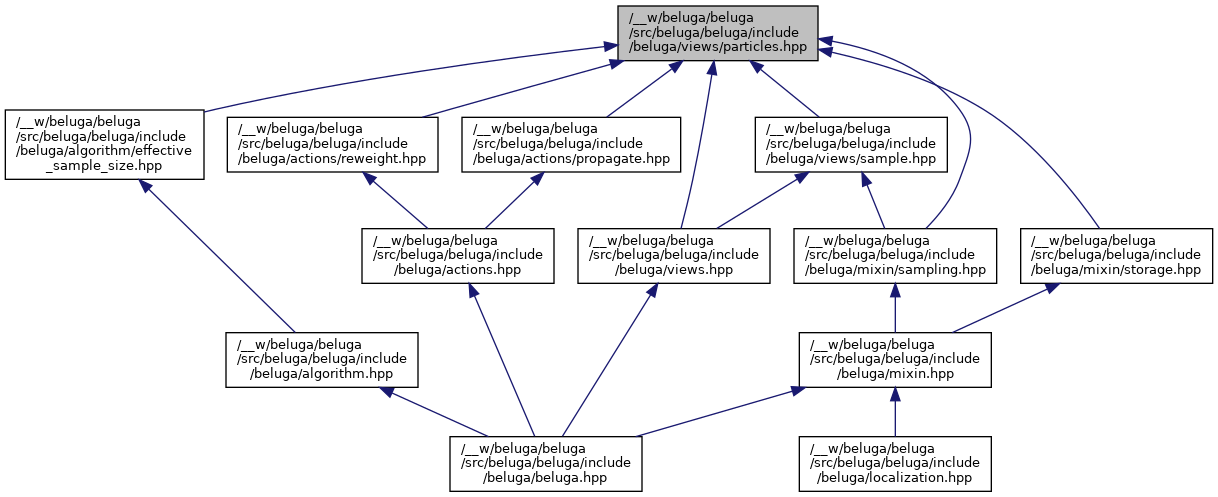 /__w/beluga/beluga
/src/beluga/beluga/include
/beluga/views/particles.hpp
/__w/beluga/beluga
/src/beluga/beluga/include
/beluga/algorithm/effective
_sample_size.hpp
/__w/beluga/beluga
/src/beluga/beluga/include
/beluga/actions/reweight.hpp
/__w/beluga/beluga
/src/beluga/beluga/include
/beluga/actions/propagate.hpp
/__w/beluga/beluga
/src/beluga/beluga/include
/beluga/views/sample.hpp
/__w/beluga/beluga
/src/beluga/beluga/include
/beluga/actions.hpp
/__w/beluga/beluga
/src/beluga/beluga/include
/beluga/views.hpp
/__w/beluga/beluga
/src/beluga/beluga/include
/beluga/mixin/sampling.hpp
/__w/beluga/beluga
/src/beluga/beluga/include
/beluga/mixin/storage.hpp
/__w/beluga/beluga
/src/beluga/beluga/include
/beluga/algorithm.hpp
/__w/beluga/beluga
/src/beluga/beluga/include
/beluga/mixin.hpp
/__w/beluga/beluga
/src/beluga/beluga/include
/beluga/beluga.hpp
/__w/beluga/beluga
/src/beluga/beluga/include
/beluga/localization.hpp